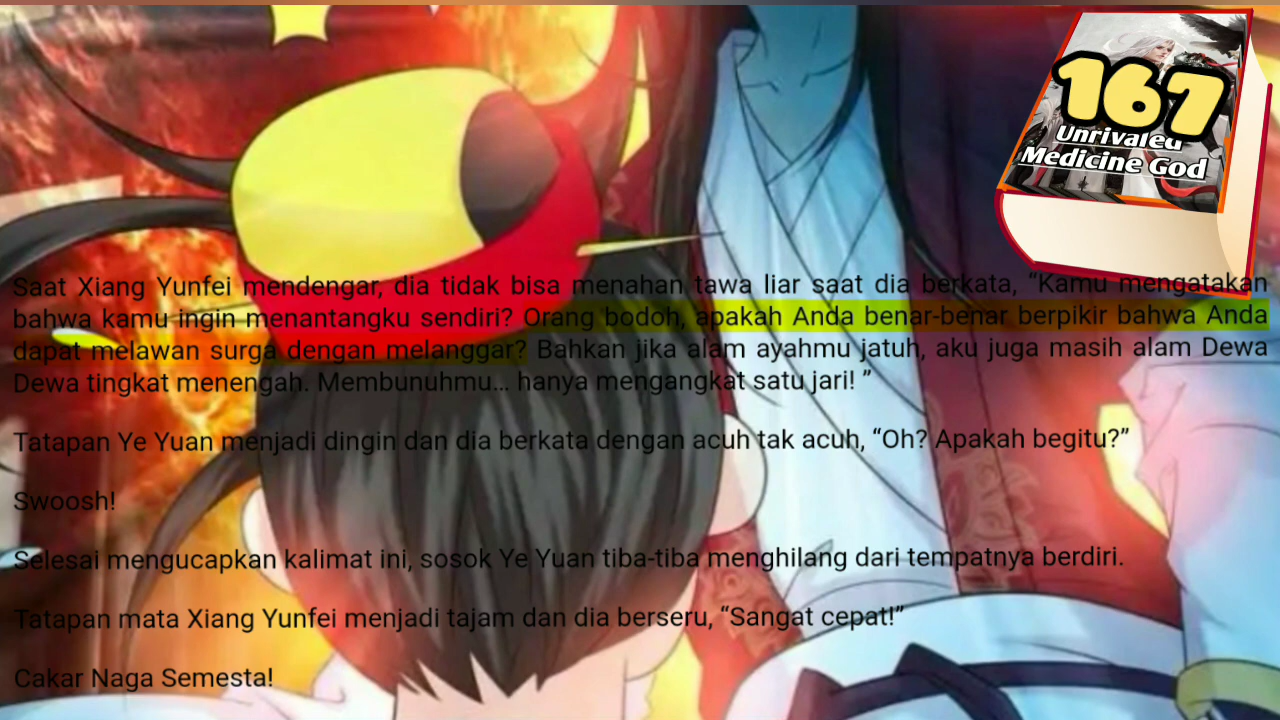 167
Unrivaled
Medicine God
Saat Xiang Yunfei mendengar, dia tidak bisa menahan tawa liar saat dia berkata, “Kamu mengatakan
bahwa kamu ingin menantangku sendiri? Orang bodoh, apakah Anda benar-benar berpikir bahwa Anda
dapat melawan surga dengan melanggar? Bahkan jika alam ayahmu jatuh, aku juga masih alam Dewa
Dewa tingkat menengah. Membunuhmu... hanya mengangkat satu jari! ”
Tatapan Ye Yuan menjadi dingin dan dia berkata dengan acuh tak acuh, “Oh? Apakah begitu?”
Swoosh!
Selesai mengucapkan kalimat ini, sosok Ye Yuan tiba-tiba menghilang dari tempatnya berdiri.
Tatapan mata Xiang Yunfei menjadi tajam dan dia berseru, “Sangat cepat!”
Cakar Naga Semesta!